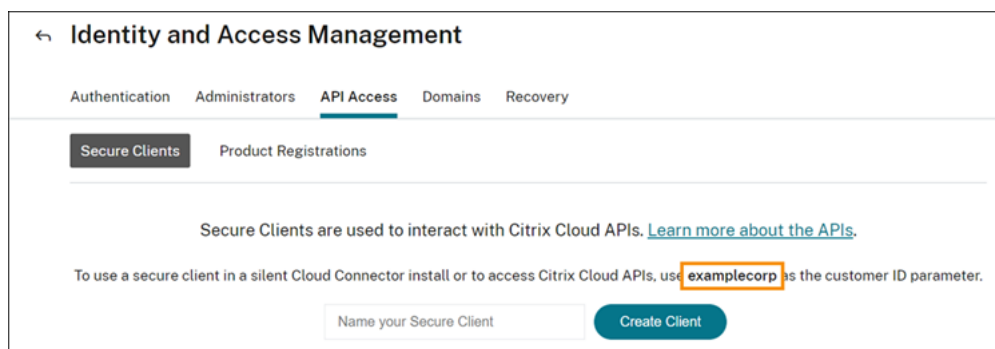 Identity and Access Management
Authentication Administrators API Access Domains Recovery
Secure Clients Product Registrations
Secure Clients are used to interact with Citrix Cloud APIs. Learn more about the APIs.
To use a secure client in a silent Cloud Connector install or to access Citrix Cloud APIs, use examplecorp as the customer ID parameter.
Name your Secure Client Create Client